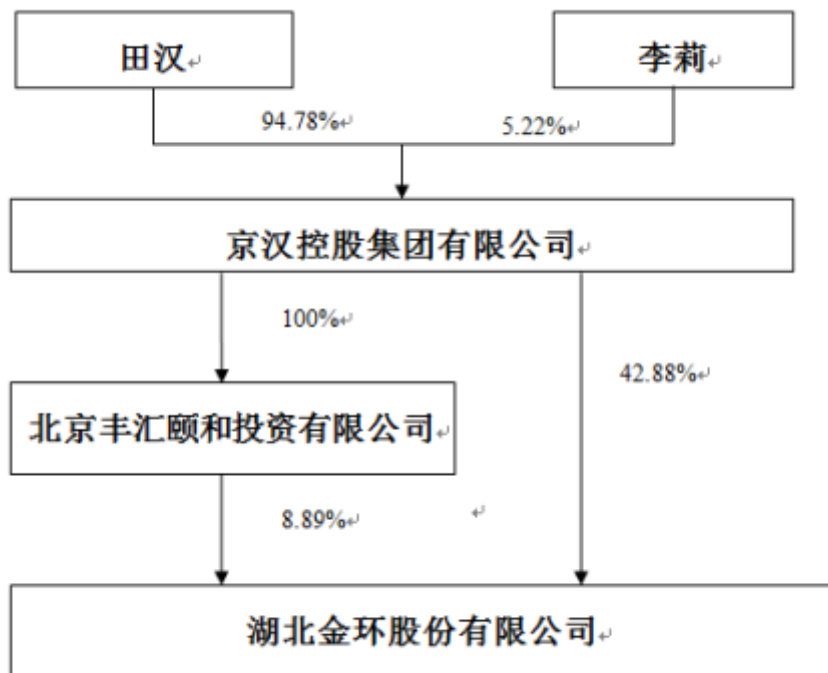 田汉
李莉
94.78%
5.22%
京汉控股集团有限公司
100%
42.88%
北京丰汇颐和投资有限公司
8.89%
湖北金环股份有限公司